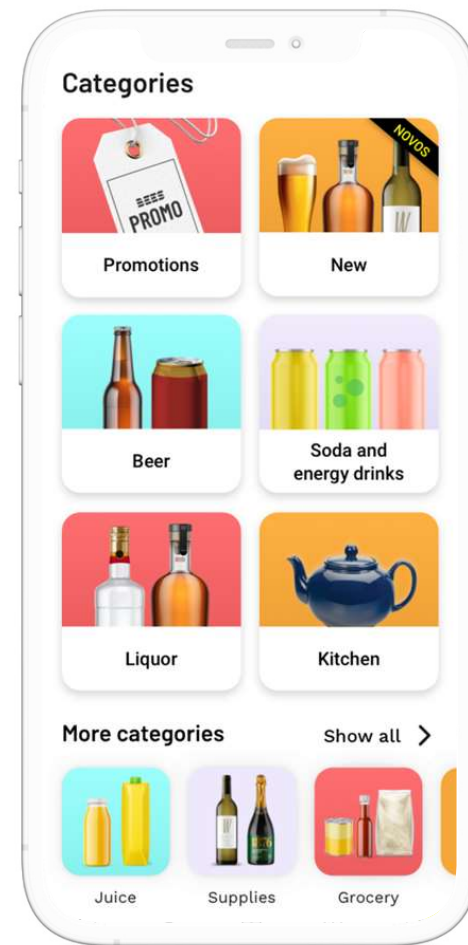 Categories
BEES
PROMO
NOVOS
W
Promotions
New
Beer
Soda and
energy drinks
Liquor
Kitchen
More categories
Show all
W
Juice
Supplies
Grocery